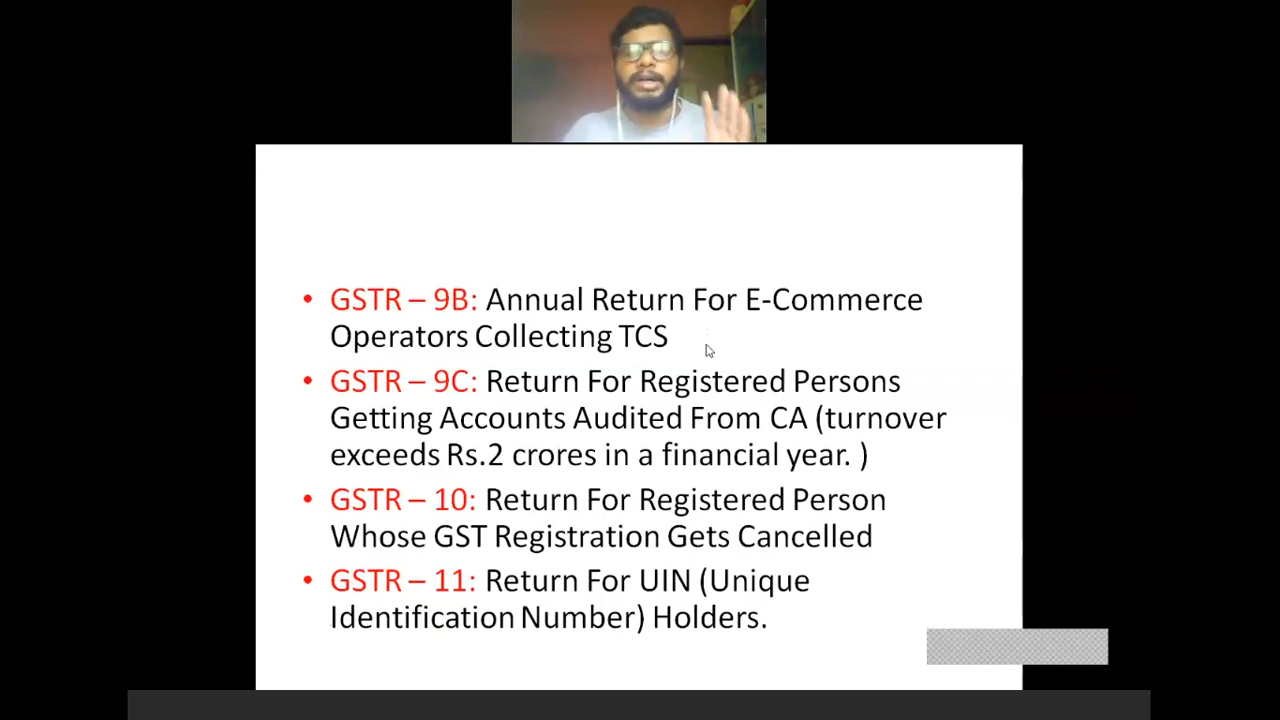 • GSTR – 9B: Annual Return For E-Commerce
Operators Collecting TCS
• GSTR – 9C: Return For Registered Persons
Getting Accounts Audited From CA (turnover
exceeds Rs.2 crores in a financial year. )
• GSTR – 10: Return For Registered Person
Whose GST Registration Gets Cancelled
• GSTR – 11: Return For UIN (Unique
Identification Number) Holders.